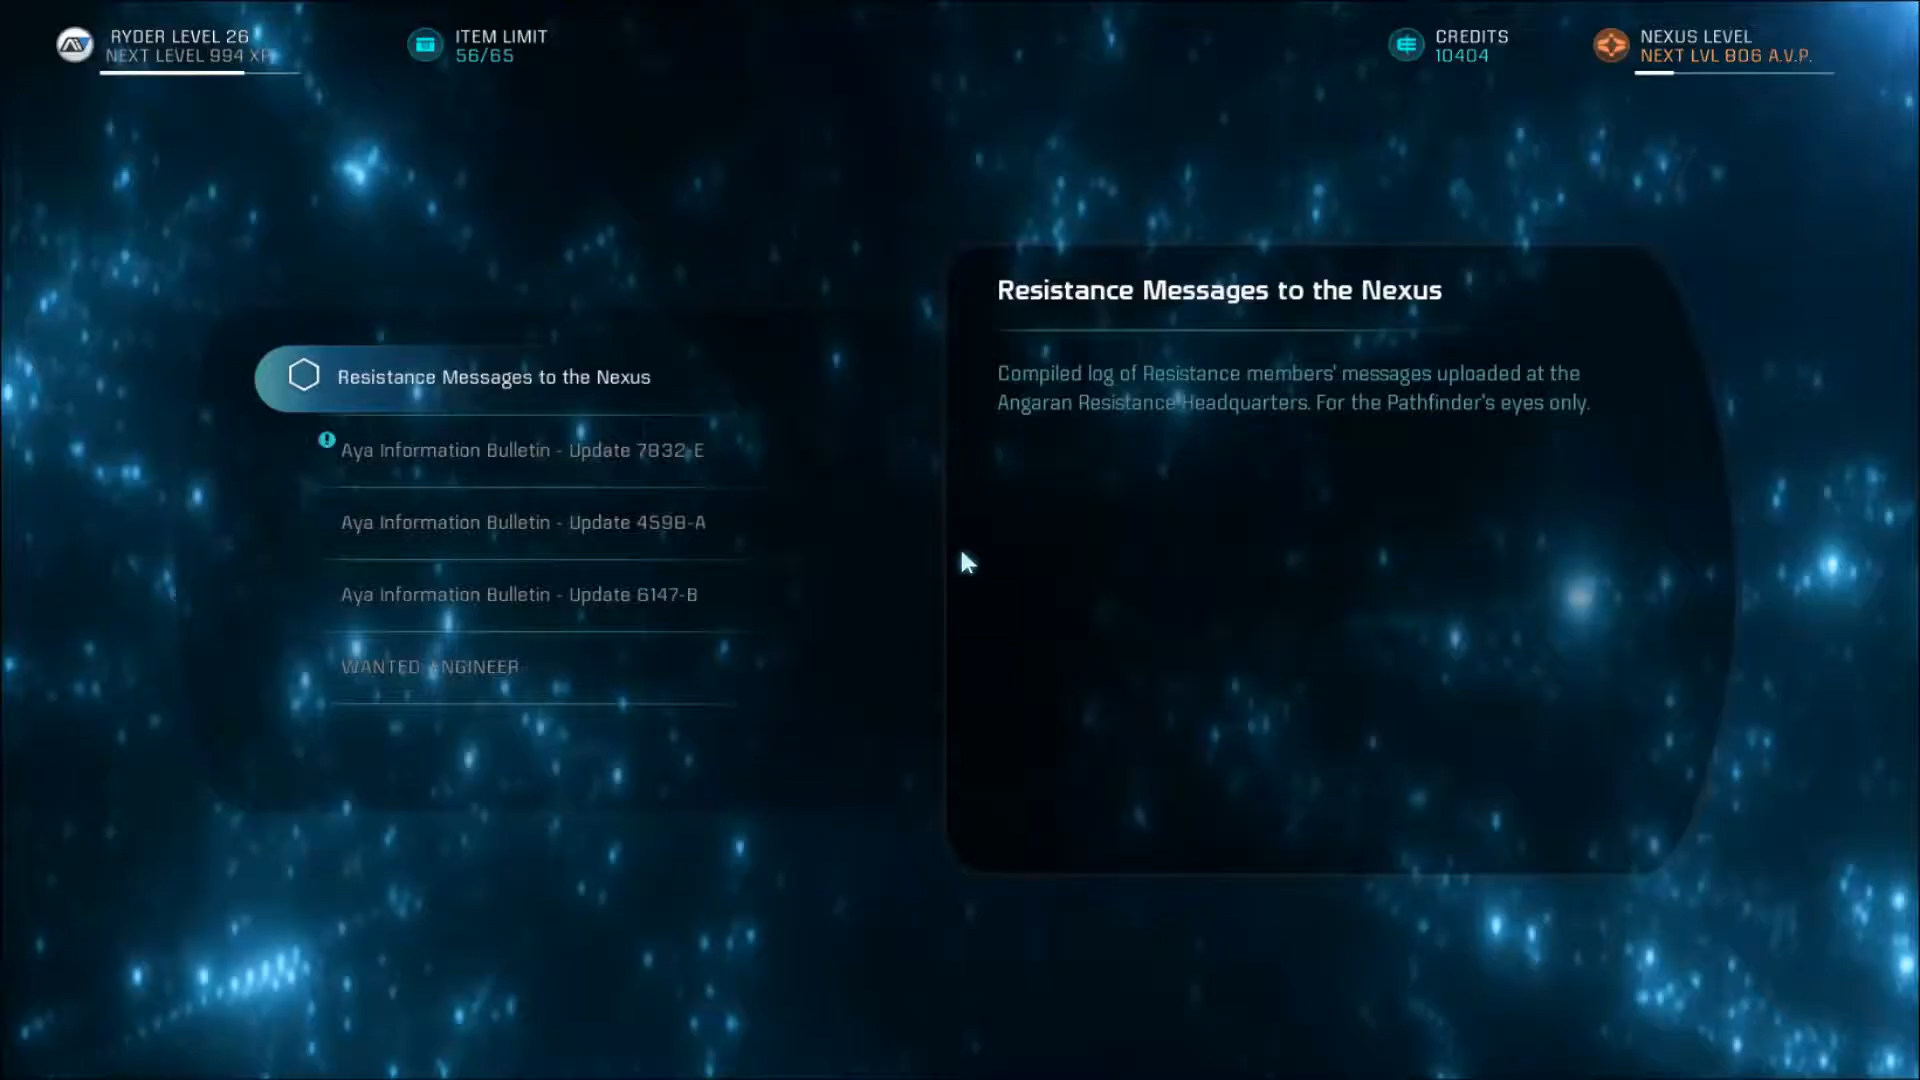 RYDER LEVEL 26
NEXT LEVEL 994 XP
ITEM LIMIT
56/65
CREDITS
10404
NEXUS LEVEL
NEXT LVL 806 A.V.P.
Resistance Messages to the Nexus
Aya Information Bulletin - Update 7832-E
Aya Information Bulletin - Update 4598-A
Aya Information Bulletin - Update 6147-B
WANTED ANGINEER
Resistance Messages to the Nexus
Compiled log of Resistance members' messages uploaded at the
Angaran Resistance Headquarters. For the Pathfinder's eyes only.